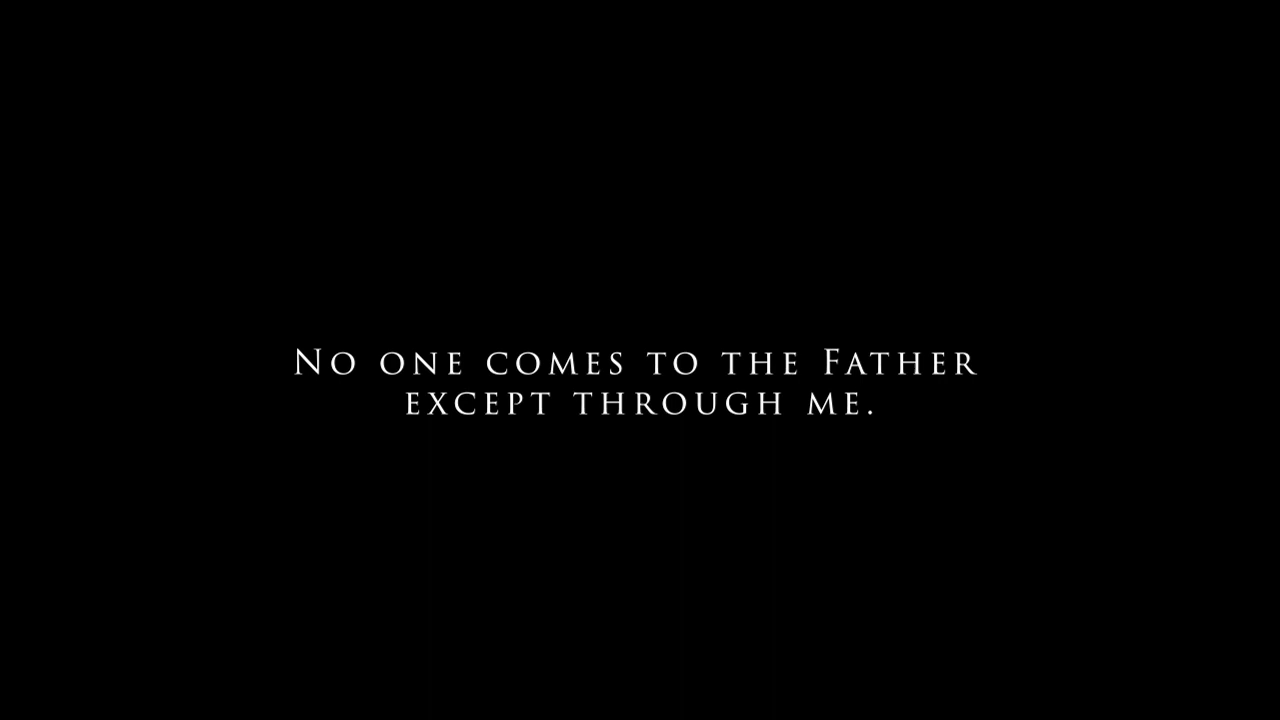 No one comes to the Father
except through me.